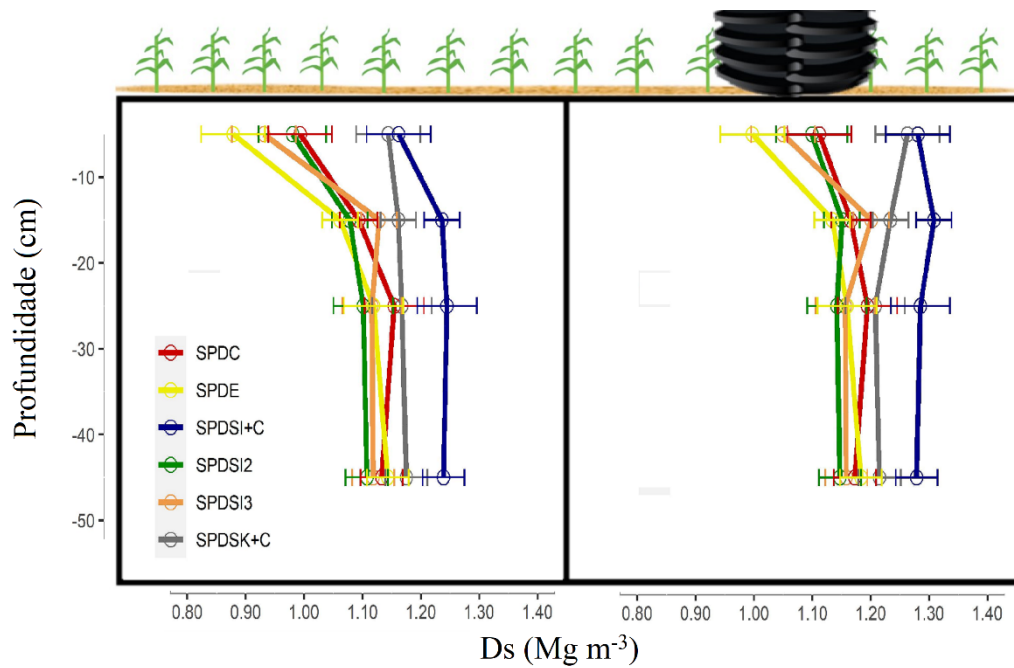 Profundidade (cm)
-10
-20
-30
-40
-50
SPDC
SPDE
SPDSI+C
SPDSI2
SPDSI3
SPDSK+C
0.80 0.90 1.00 1.10 1.20 1.30 1.40
0.80 0.90 1.00 1.10 1.20 1.30 1.40
Ds (Mg m⁻³)